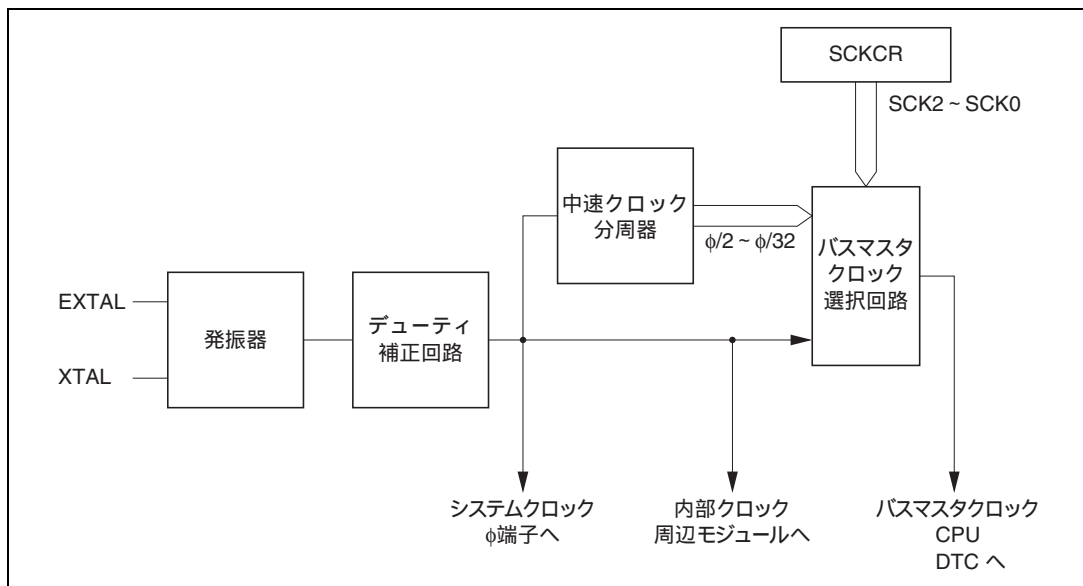 SCKCR
SCK2 ~ SCK0
中速クロック
分周器
φ/2 ~ φ/32
バスマスタ
クロック
選択回路
EXTAL
XTAL
発振器
デューティ
補正回路
システムクロック
φ端子へ
内部クロック
周辺モジュールへ
バスマスタクロック
CPU
DTC へ